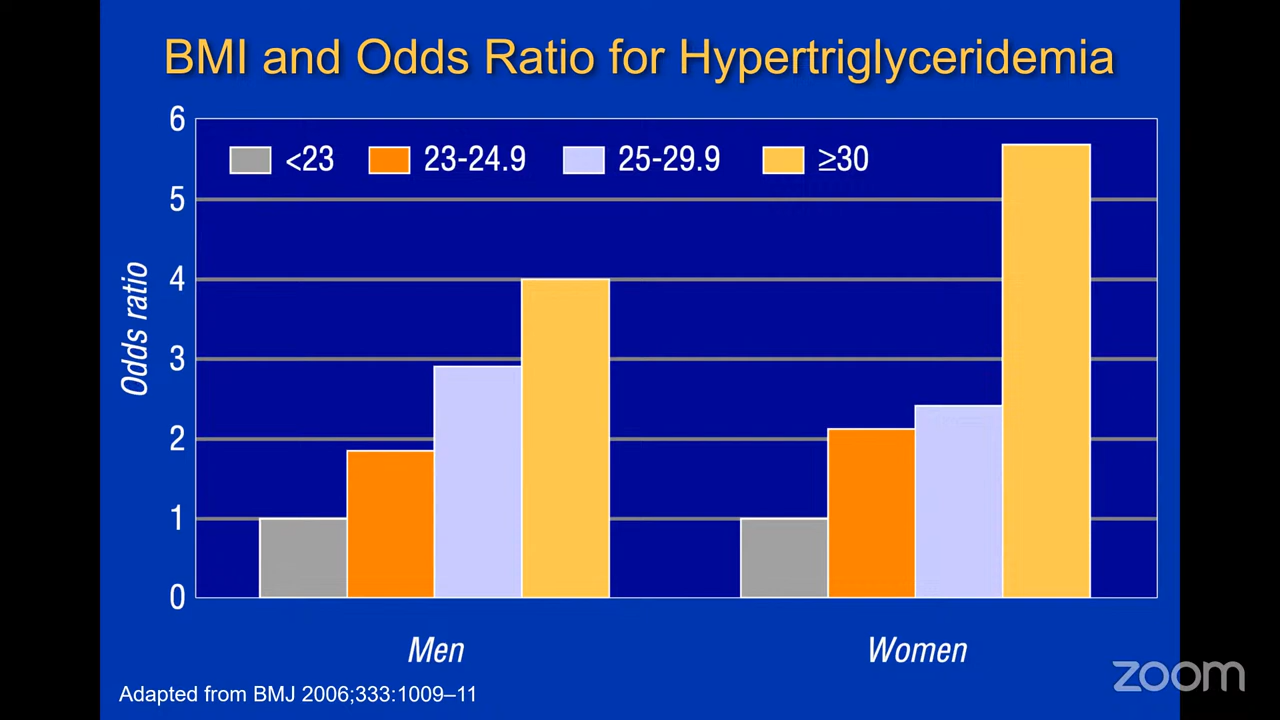 BMI and Odds Ratio for Hypertriglyceridemia
6
<23 23-24.9 25-29.9 ≥30
5
4
Odds ratio
3
2
1
0
Men Women
Adapted from BMJ 2006;333:1009–11
zoom